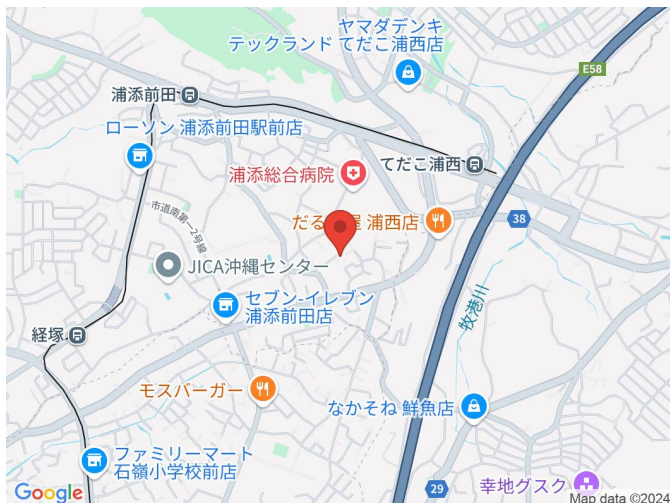 ヤマダデンキ
テックランド てだこ浦西店
E58
浦添前田
ローソン 浦添前田駅前店
てだこ浦西
浦添総合病院
市道南第一2号線
だる
屋 浦西店
38
JICA沖縄センター
セブン-イレブン
浦添前田店
牧港川
経塚
モスバーガー
なかそね 鮮魚店
ファミリーマート
石嶺小学校前店
29
幸地グスク
Google
Map data ©2024